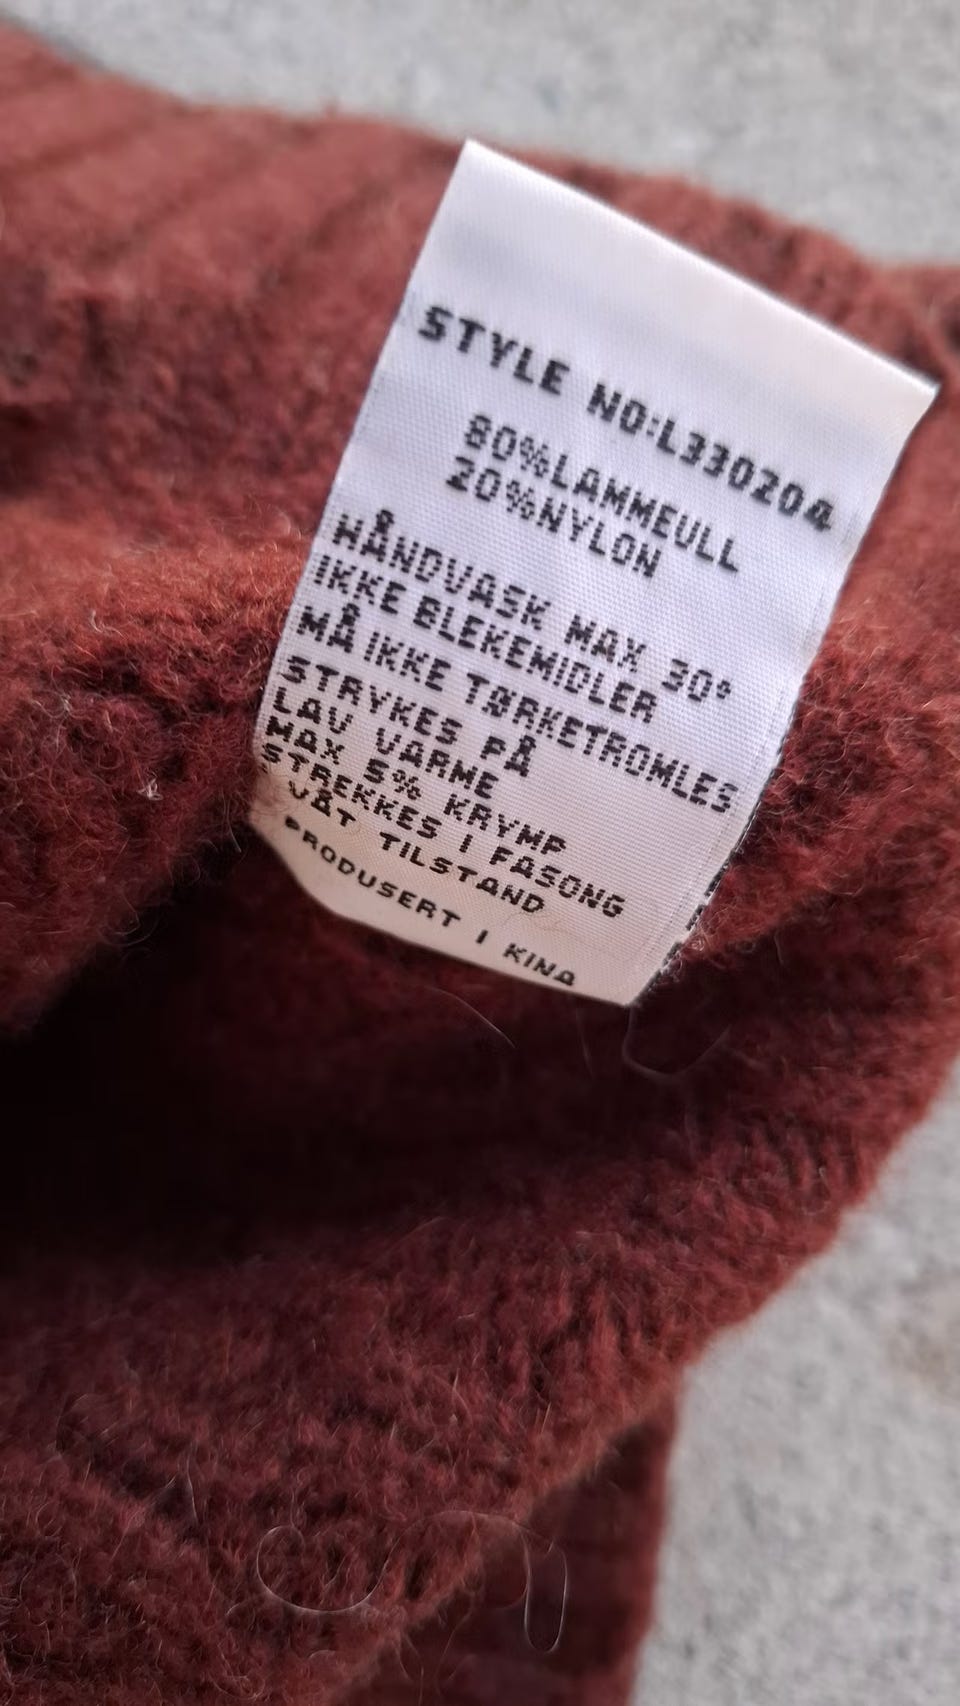 STYLE NO:L330204
80%LAMMEULL
20%NYLON
HÅNDVASK MAX 30°
IKKE BLEKEMIDLER
MÅ IKKE TØRKETROMLES
STRYKES PÅ
LAV VARME
MAX 5% KRYMP
STREKKES I FASONG
VÅT TILSTAND
PRODUSERT I KINA